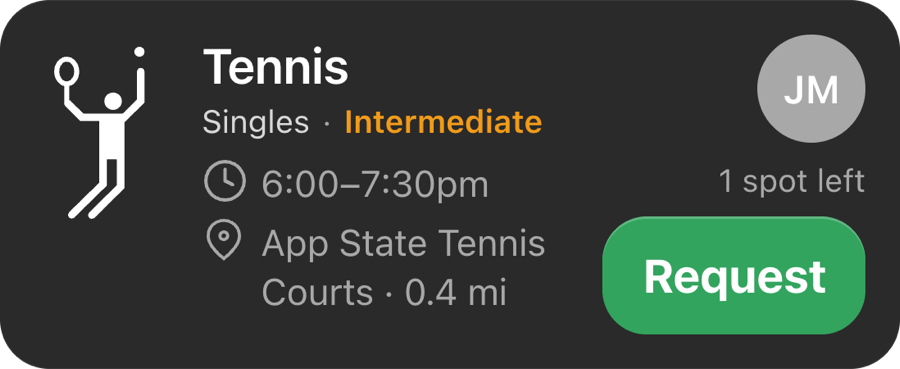 Tennis
JM
Singles · Intermediate
6:00–7:30pm
1 spot left
App State Tennis
Courts · 0.4 mi
Request